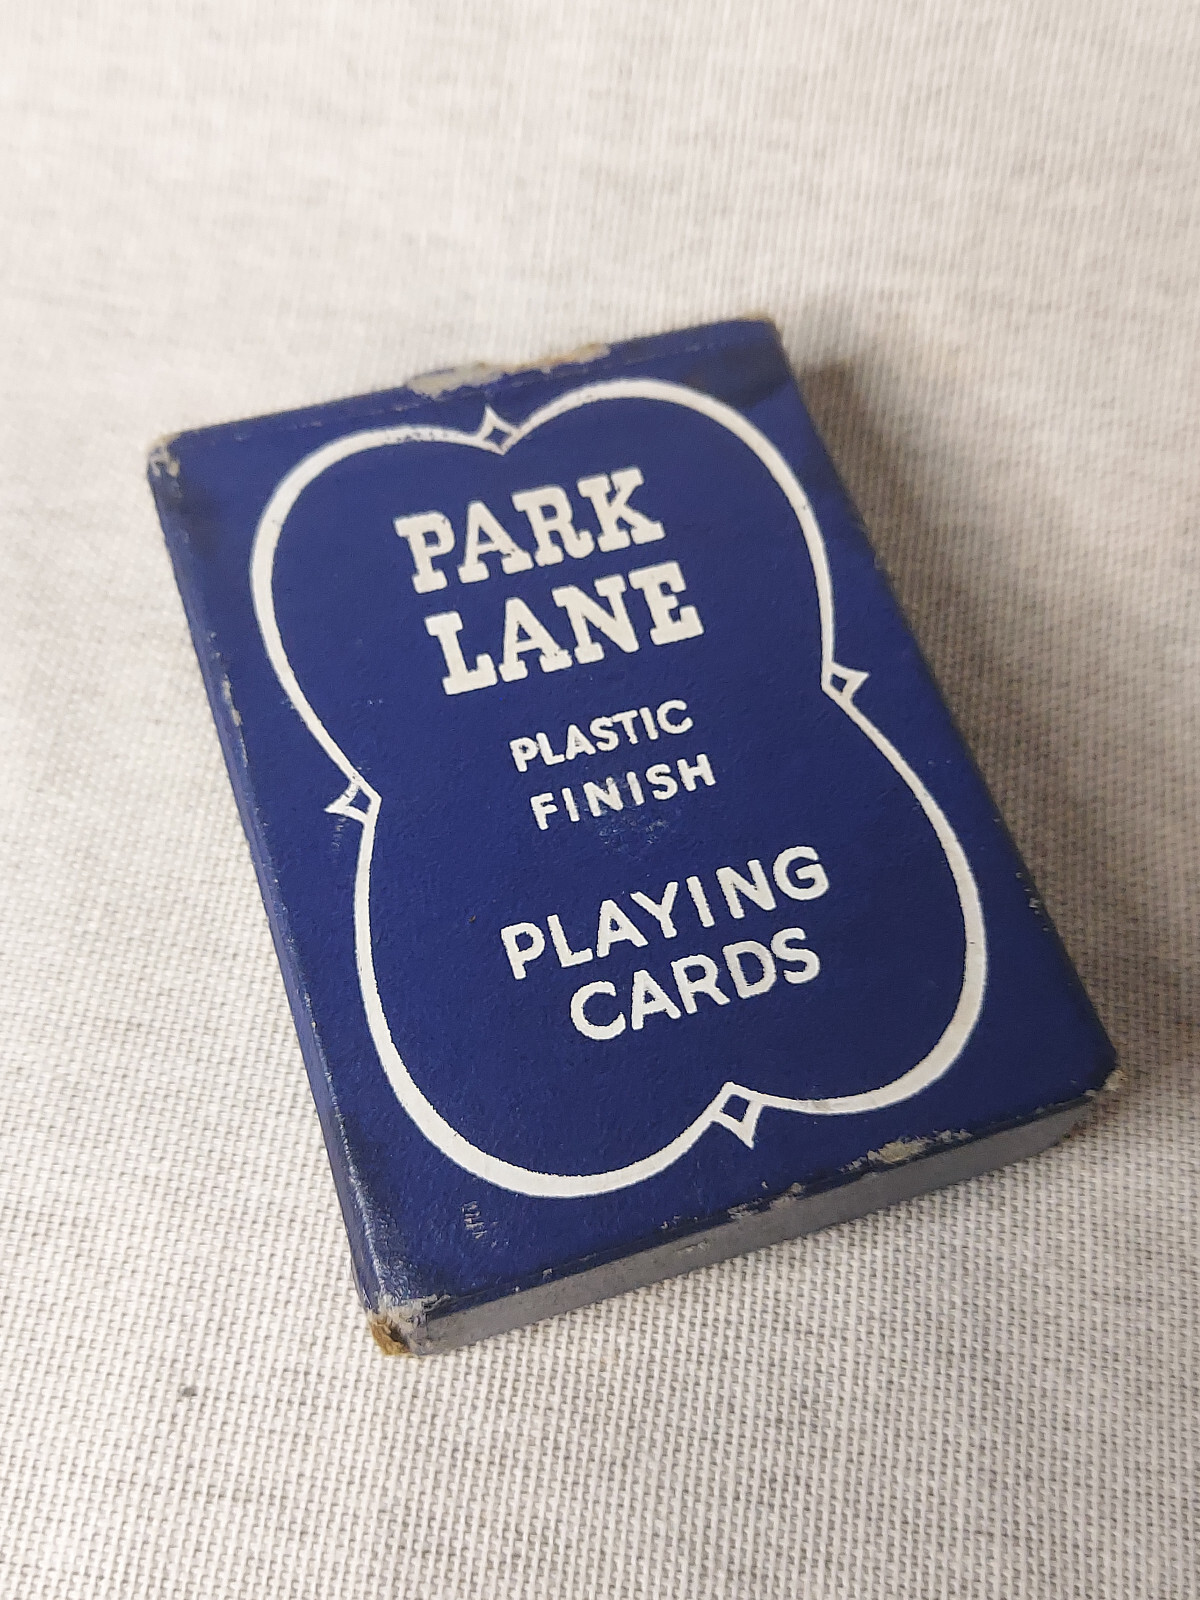 PARK
LANE
PLASTIC
FINISH
PLAYING
CARDS